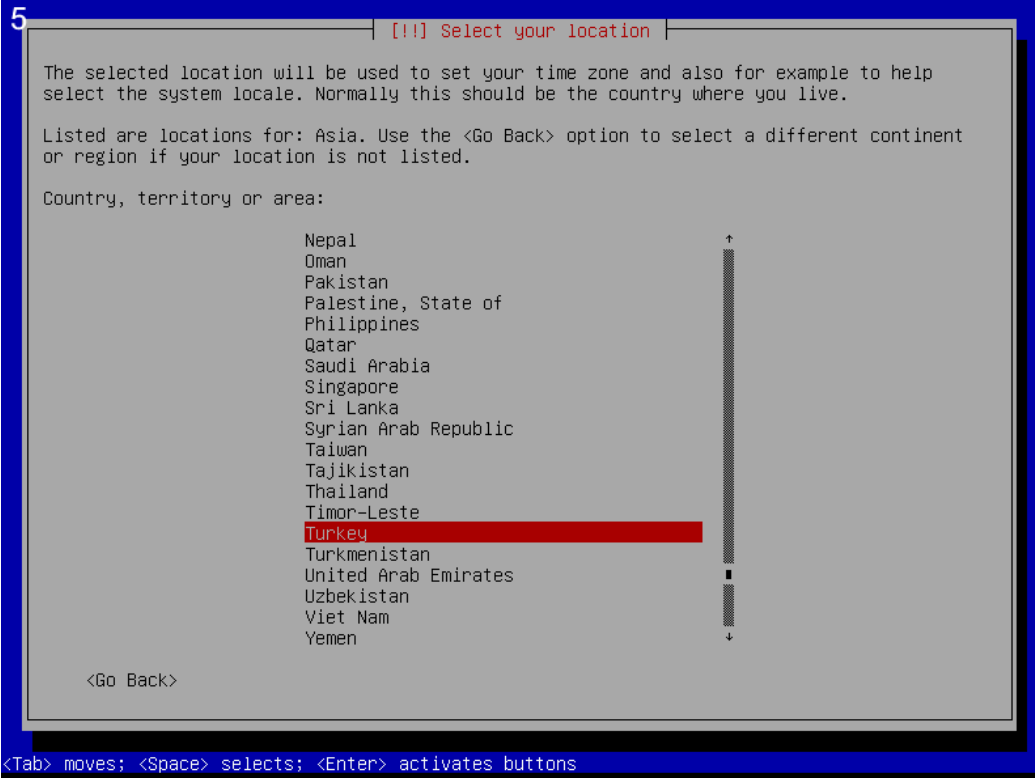 5
[!!] Select your location
The selected location will be used to set your time zone and also for example to help
select the system locale. Normally this should be the country where you live.
Listed are locations for: Asia. Use the <Go Back> option to select a different continent
or region if your location is not listed.
Country, territory or area:
Nepal
Oman
Pakistan
Palestine, State of
Philippines
Qatar
Saudi Arabia
Singapore
Sri Lanka
Syrian Arab Republic
Taiwan
Tajikistan
Thailand
Timor-Leste
Turkey
Turkmenistan
United Arab Emirates
Uzbekistan
Viet Nam
Yemen
<Go Back>
<Tab> moves; <Space> selects; <Enter> activates buttons